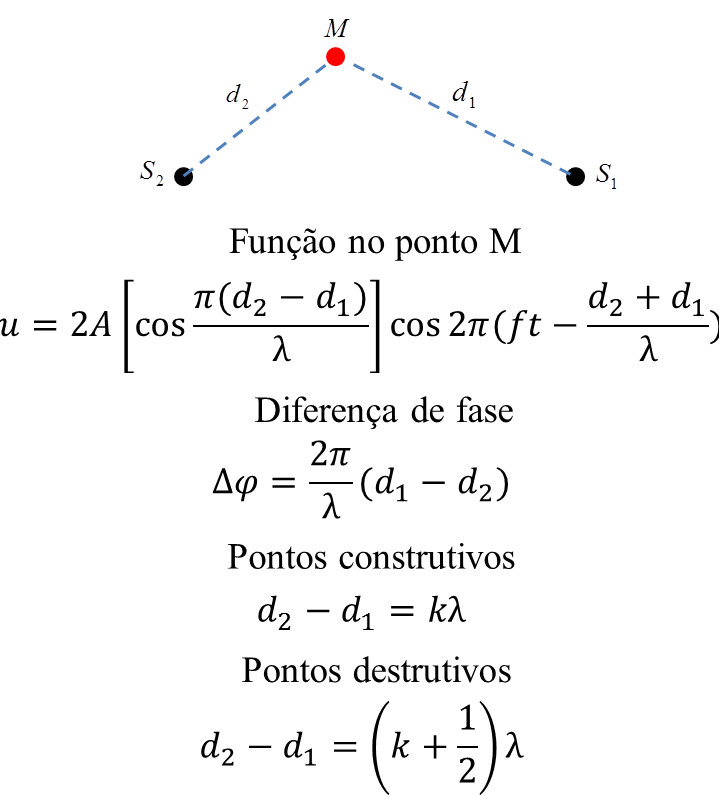 M
d₂
d₁
S₂
S₁
Função no ponto M
u = 2A [cos π(d₂ − d₁)/λ] cos 2π(ft − (d₂ + d₁)/λ)
Diferença de fase
Δφ = 2π/λ (d₁ − d₂)
Pontos construtivos
d₂ − d₁ = kλ
Pontos destrutivos
d₂ − d₁ = (k + 1/2) λ